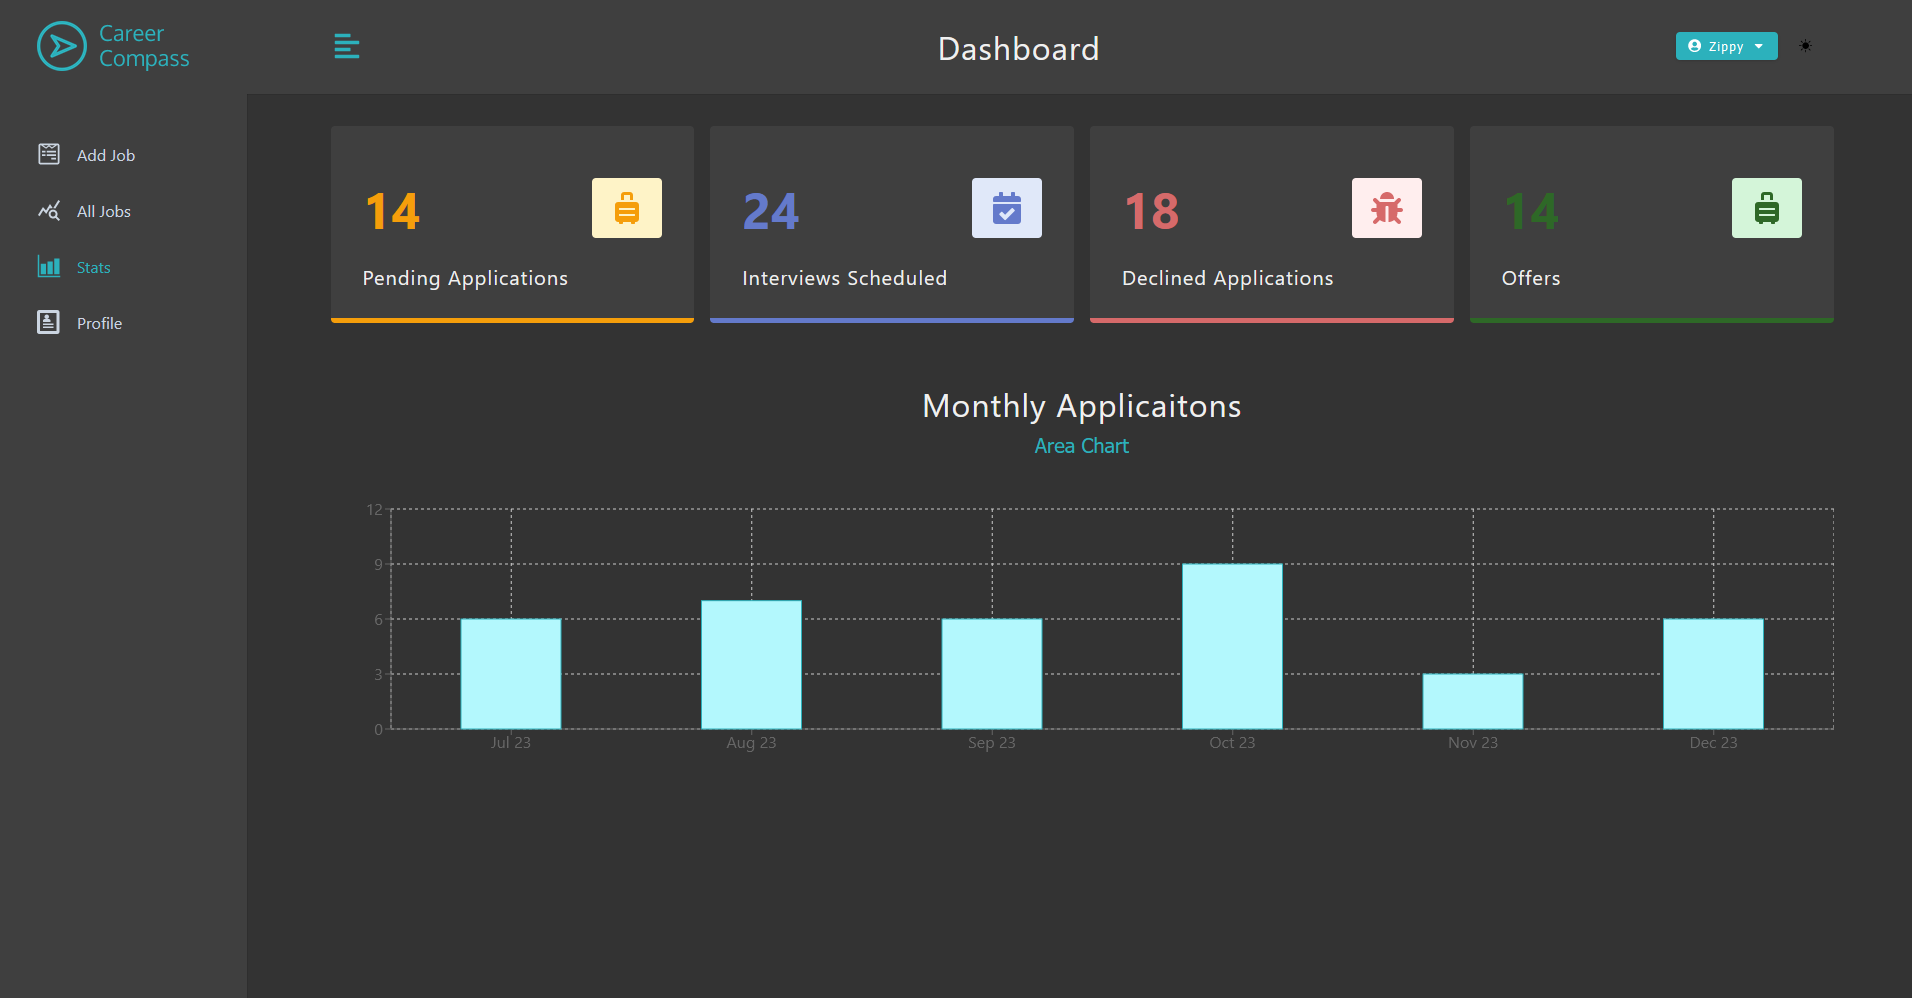 Career
Compass
Dashboard
Zippy
Add Job
All Jobs
Stats
Profile
14
Pending Applications
24
Interviews Scheduled
18
Declined Applications
14
Offers
Monthly Applicaitons
Area Chart
12
9
6
3
0
Jul 23
Aug 23
Sep 23
Oct 23
Nov 23
Dec 23